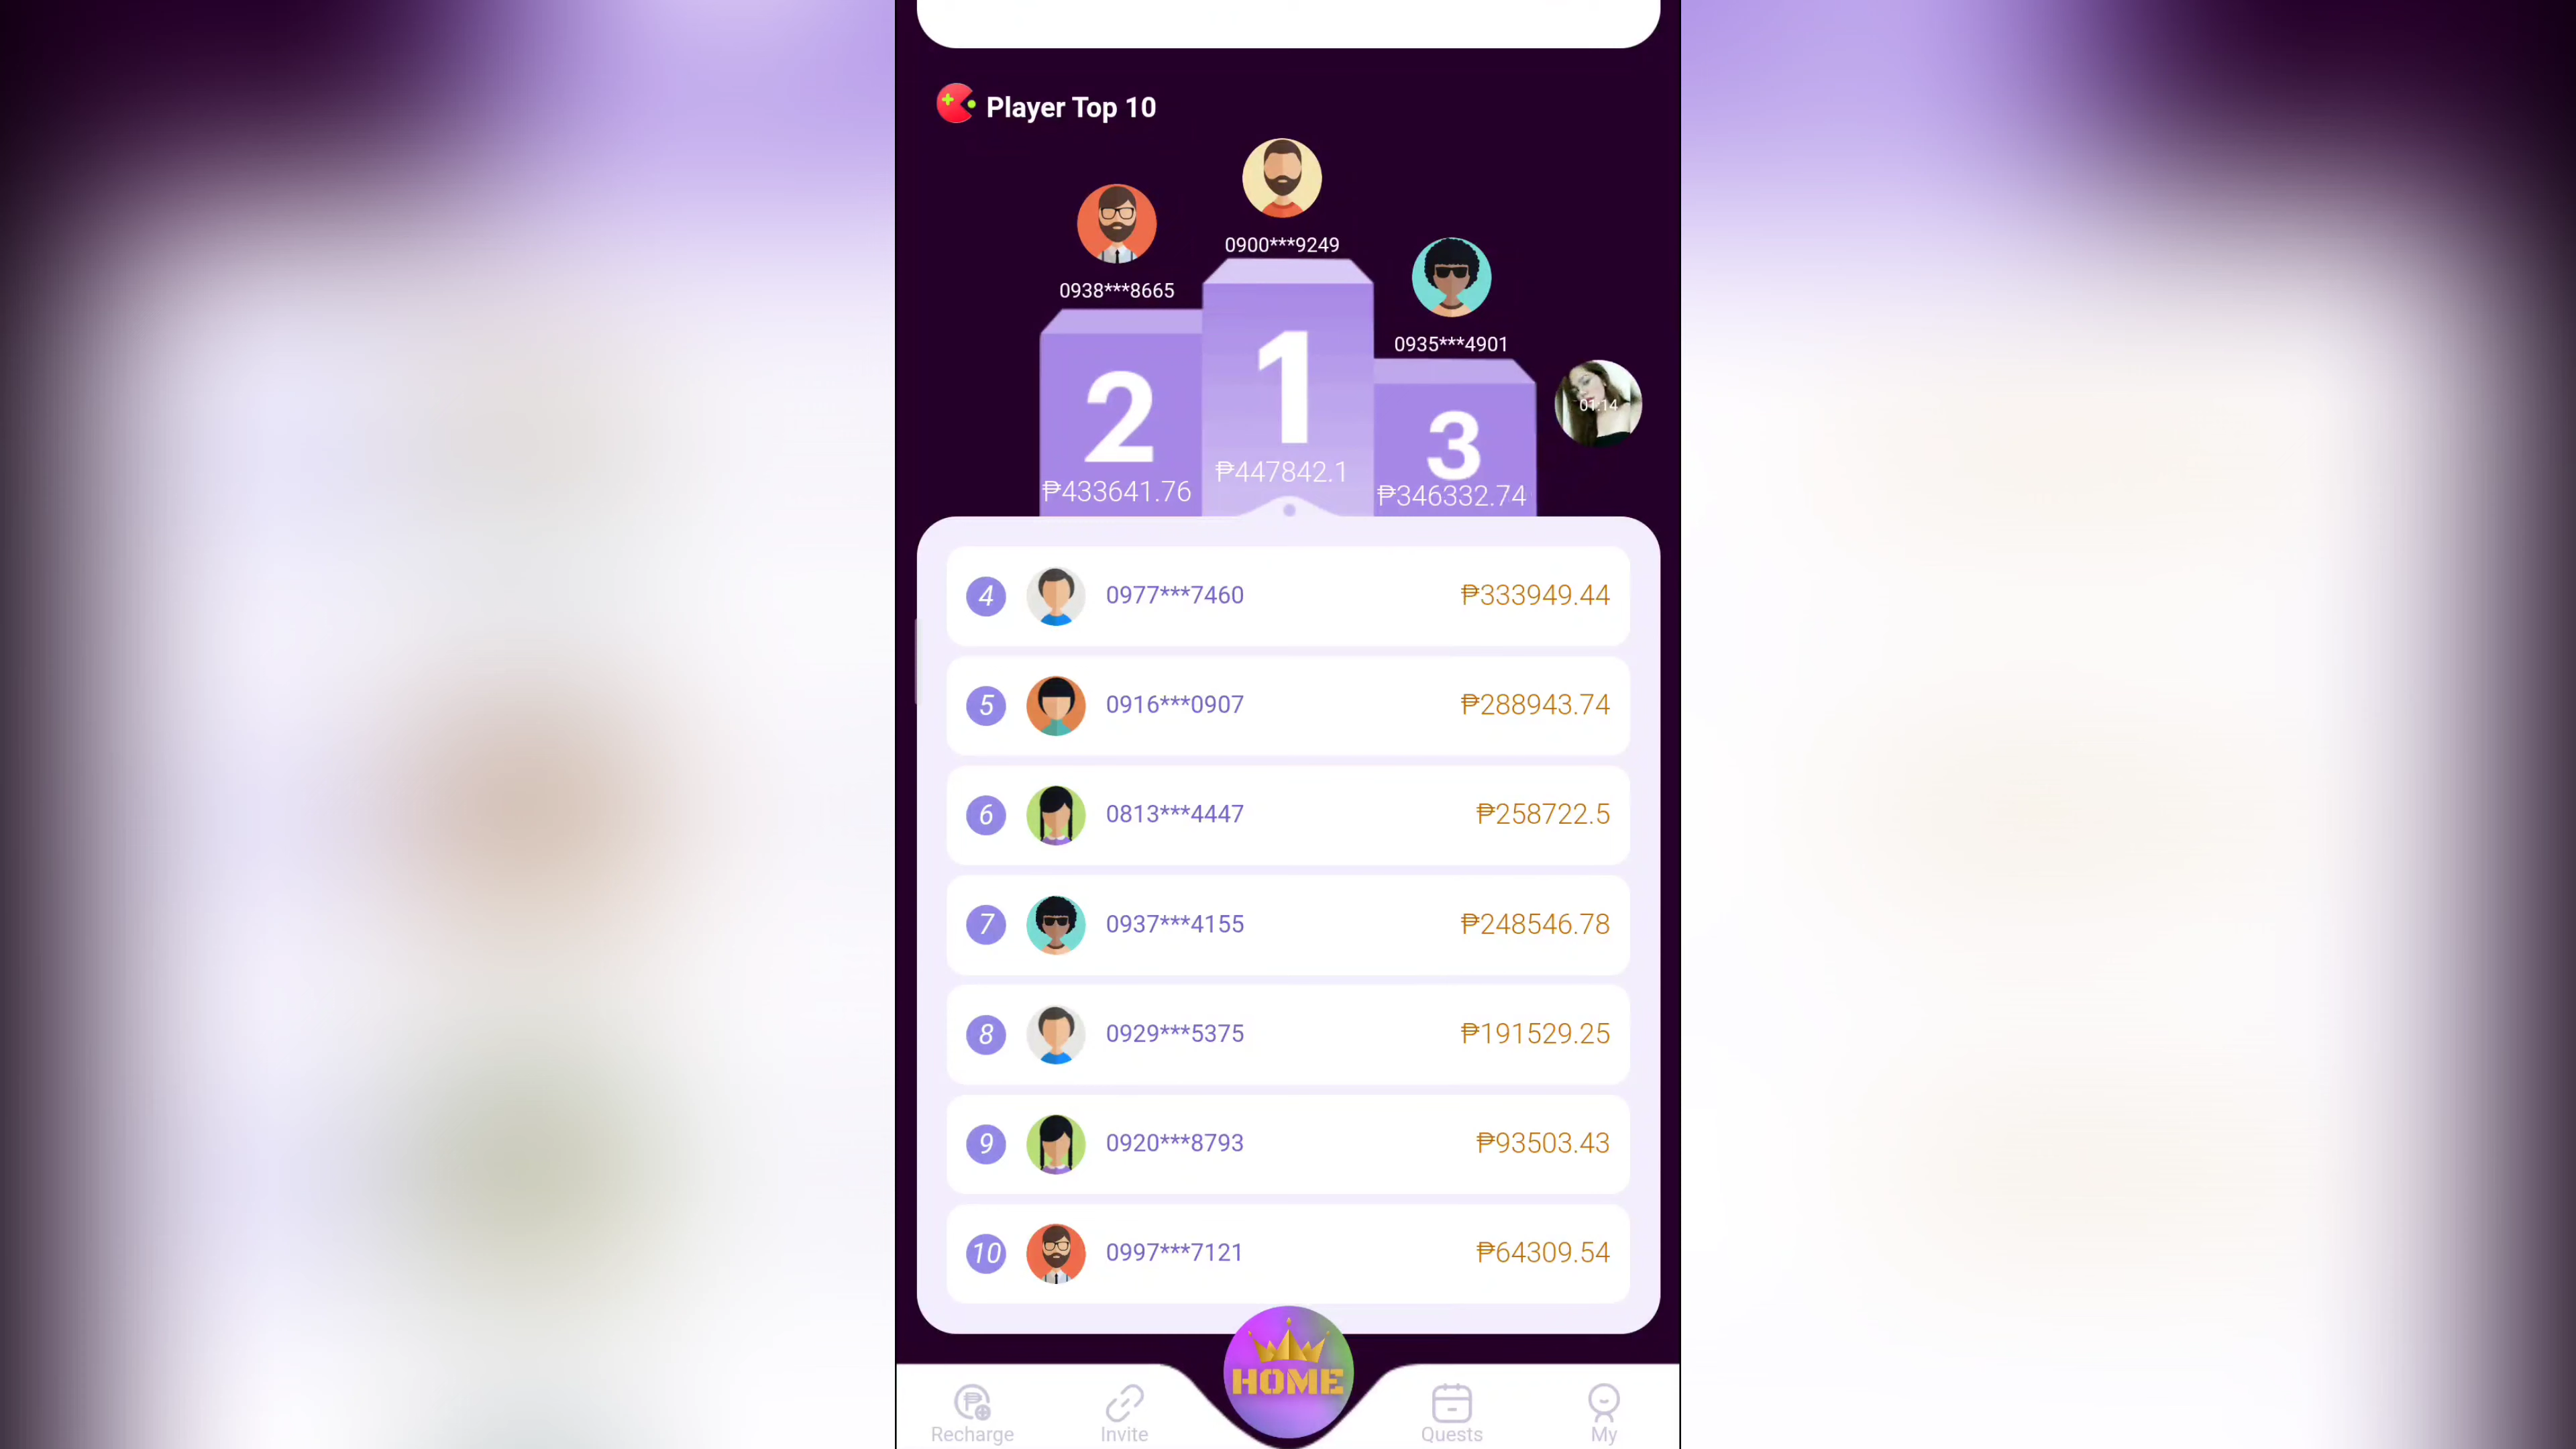 Player Top 10
0900***9249
0938***8665
0935***4901
1
2
3
01:14
₱447842.1
₱433641.76
₱346332.74
4 0977***7460 ₱333949.44
5 0916***0907 ₱288943.74
6 0813***4447 ₱258722.5
7 0937***4155 ₱248546.78
8 0929***5375 ₱191529.25
9 0920***8793 ₱93503.43
10 0997***7121 ₱64309.54
HOME
Recharge Invite Quests My